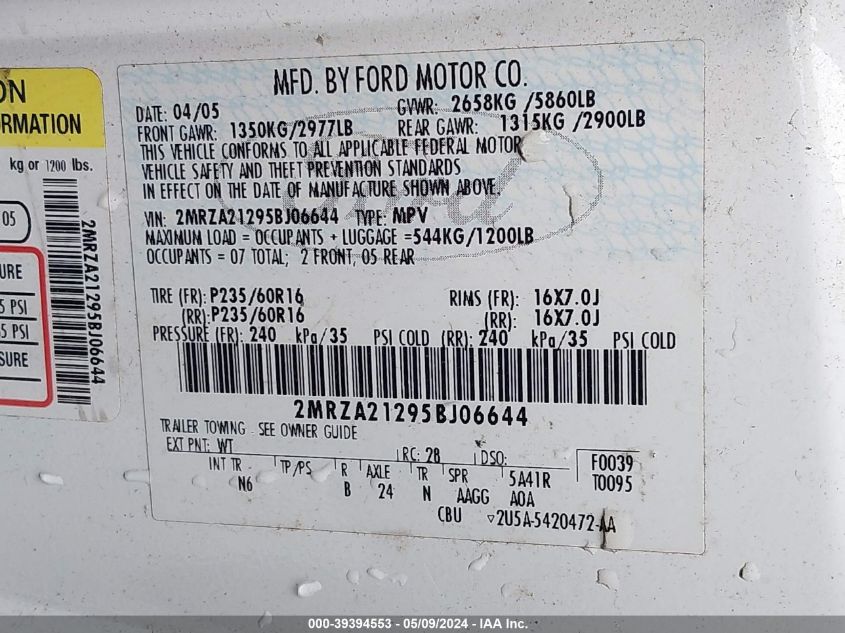 ON
ORMATION
kg or 1200 lbs.
05
URE
5 PSI
5 PSI
SURE
2MRZA21295BJ06644
MFD. BY FORD MOTOR CO.
DATE: 04/05 GVWR: 2658KG /5860LB
FRONT GAWR: 1350KG/2977LB REAR GAWR: 1315KG /2900LB
THIS VEHICLE CONFORMS TO ALL APPLICABLE FEDERAL MOTOR
VEHICLE SAFETY AND THEFT PREVENTION STANDARDS
IN EFFECT ON THE DATE OF MANUFACTURE SHOWN ABOVE.
Ford
VIN: 2MRZA21295BJ06644 TYPE: MPV
MAXIMUM LOAD = OCCUPANTS + LUGGAGE =544KG/1200LB
OCCUPANTS = 07 TOTAL; 2 FRONT, 05 REAR
TIRE (FR): P235/60R16 RIMS (FR): 16X7.0J
(RR): P235/60R16 (RR): 16X7.0J
PRESSURE (FR): 240 kPa/35 PSI COLD (RR): 240 kPa/35 PSI COLD
2MRZA21295BJ06644
TRAILER TOWING - SEE OWNER GUIDE
EXT PNT: WT RC: 28 DSO: F0039
INT TR TP/PS R AXLE TR SPR 5A41R T0095
N6 B 24 N AAGG AOA
CBU ▽2U5A-5420472-AA
000-39394553 - 05/09/2024 - IAA Inc.